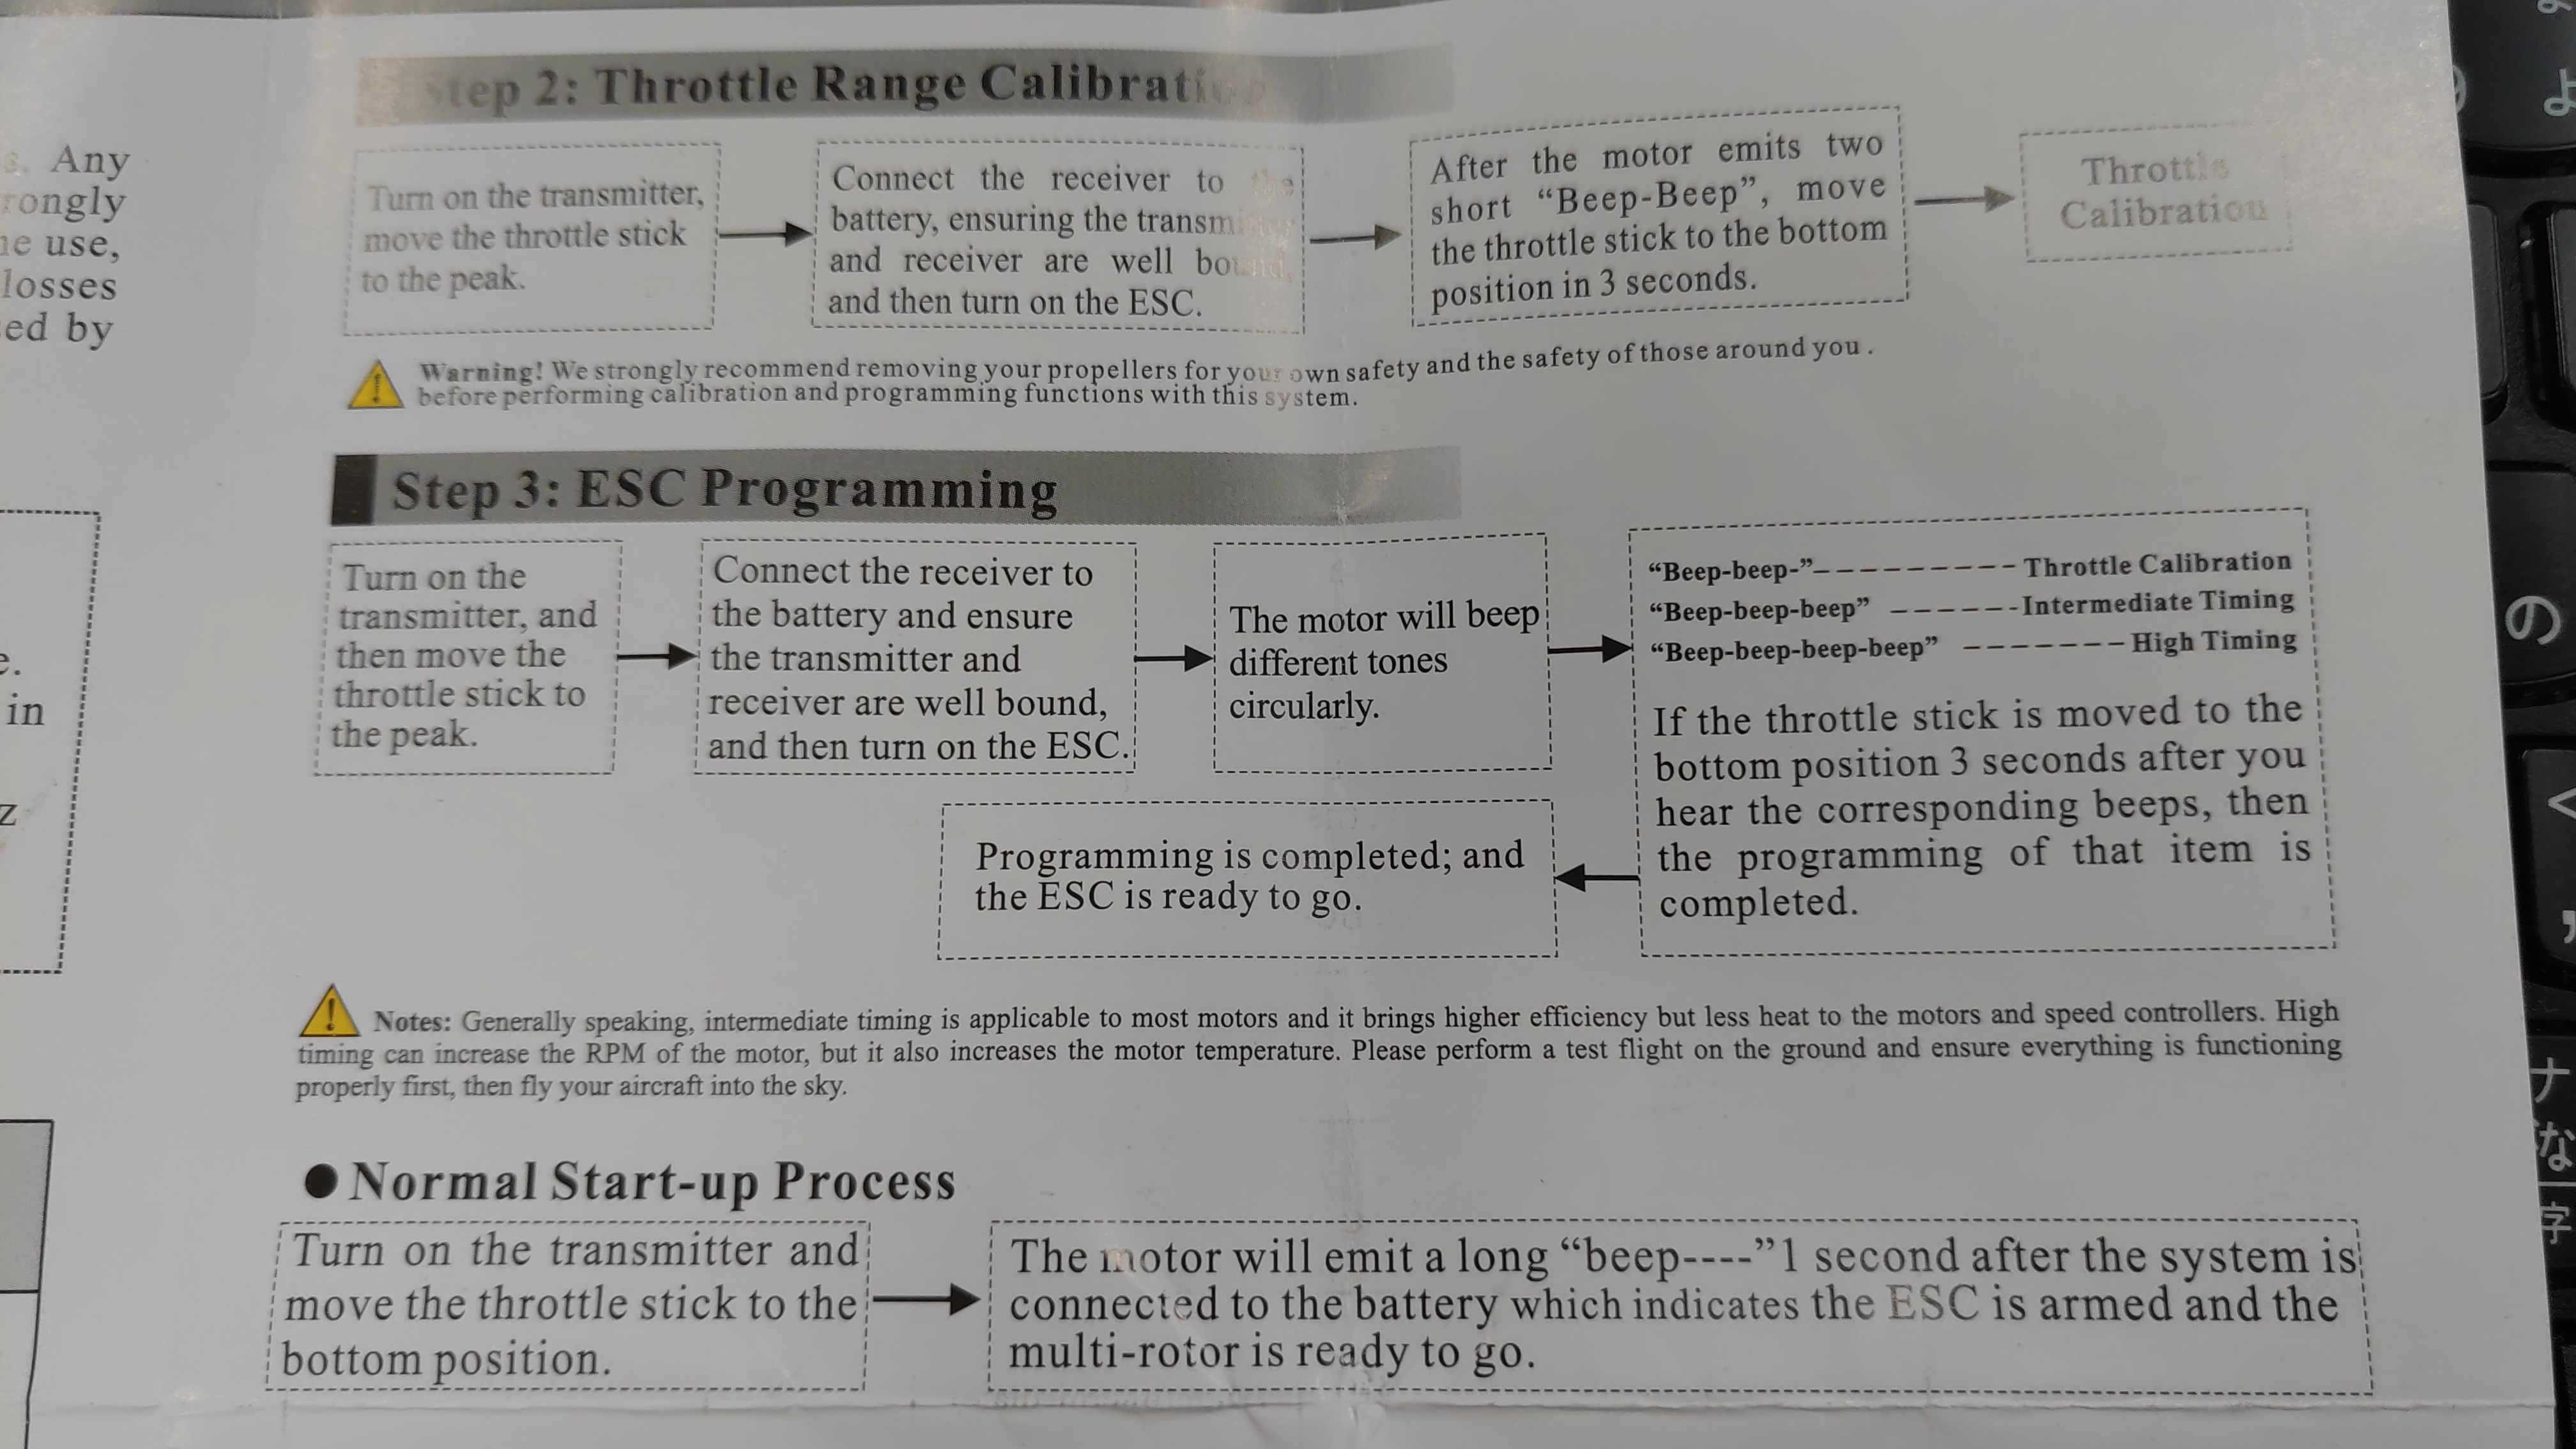 s. Any
rongly
ne use,
losses
ed by
e.
in
z
Step 2: Throttle Range Calibration
Turn on the transmitter,
move the throttle stick
to the peak.
Connect the receiver to the
battery, ensuring the transmitter
and receiver are well bound,
and then turn on the ESC.
After the motor emits two
short “Beep-Beep”, move
the throttle stick to the bottom
position in 3 seconds.
Throttle
Calibration
Warning! We strongly recommend removing your propellers for your own safety and the safety of those around you .
before performing calibration and programming functions with this system.
Step 3: ESC Programming
Turn on the
transmitter, and
then move the
throttle stick to
the peak.
Connect the receiver to
the battery and ensure
the transmitter and
receiver are well bound,
and then turn on the ESC.
The motor will beep
different tones
circularly.
“Beep-beep-”--------- Throttle Calibration
“Beep-beep-beep” ------Intermediate Timing
“Beep-beep-beep-beep” ------- High Timing
If the throttle stick is moved to the
bottom position 3 seconds after you
hear the corresponding beeps, then
the programming of that item is
completed.
Programming is completed; and
the ESC is ready to go.
Notes: Generally speaking, intermediate timing is applicable to most motors and it brings higher efficiency but less heat to the motors and speed controllers. High
timing can increase the RPM of the motor, but it also increases the motor temperature. Please perform a test flight on the ground and ensure everything is functioning
properly first, then fly your aircraft into the sky.
●Normal Start-up Process
Turn on the transmitter and
move the throttle stick to the
bottom position.
The motor will emit a long “beep----”1 second after the system is
connected to the battery which indicates the ESC is armed and the
multi-rotor is ready to go.
よ
の
<
,
ナ
な
字